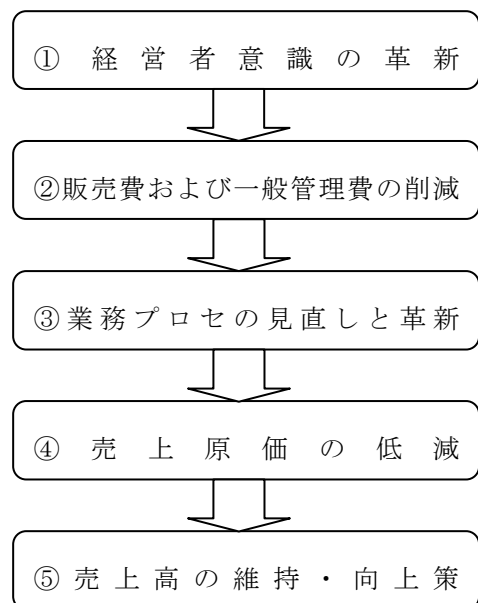 ① 経営者意識の革新
②販売費および一般管理費の削減
③業務プロセの見直しと革新
④ 売上原価の低減
⑤売上高の維持・向上策